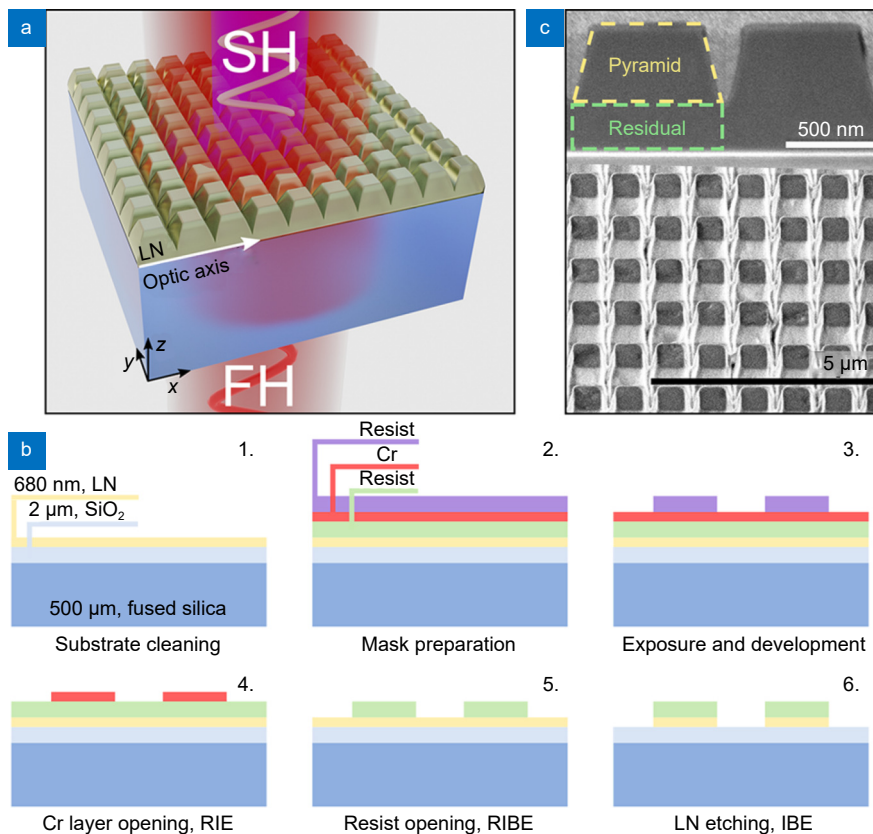 a
SH
LN
Optic axis
z
y
x
FH
c
Pyramid
Residual
500 nm
5 µm
b
1.
680 nm, LN
2 µm, SiO₂
500 µm, fused silica
Substrate cleaning
2.
Resist
Cr
Resist
Mask preparation
3.
Exposure and development
4.
Cr layer opening, RIE
5.
Resist opening, RIBE
6.
LN etching, IBE